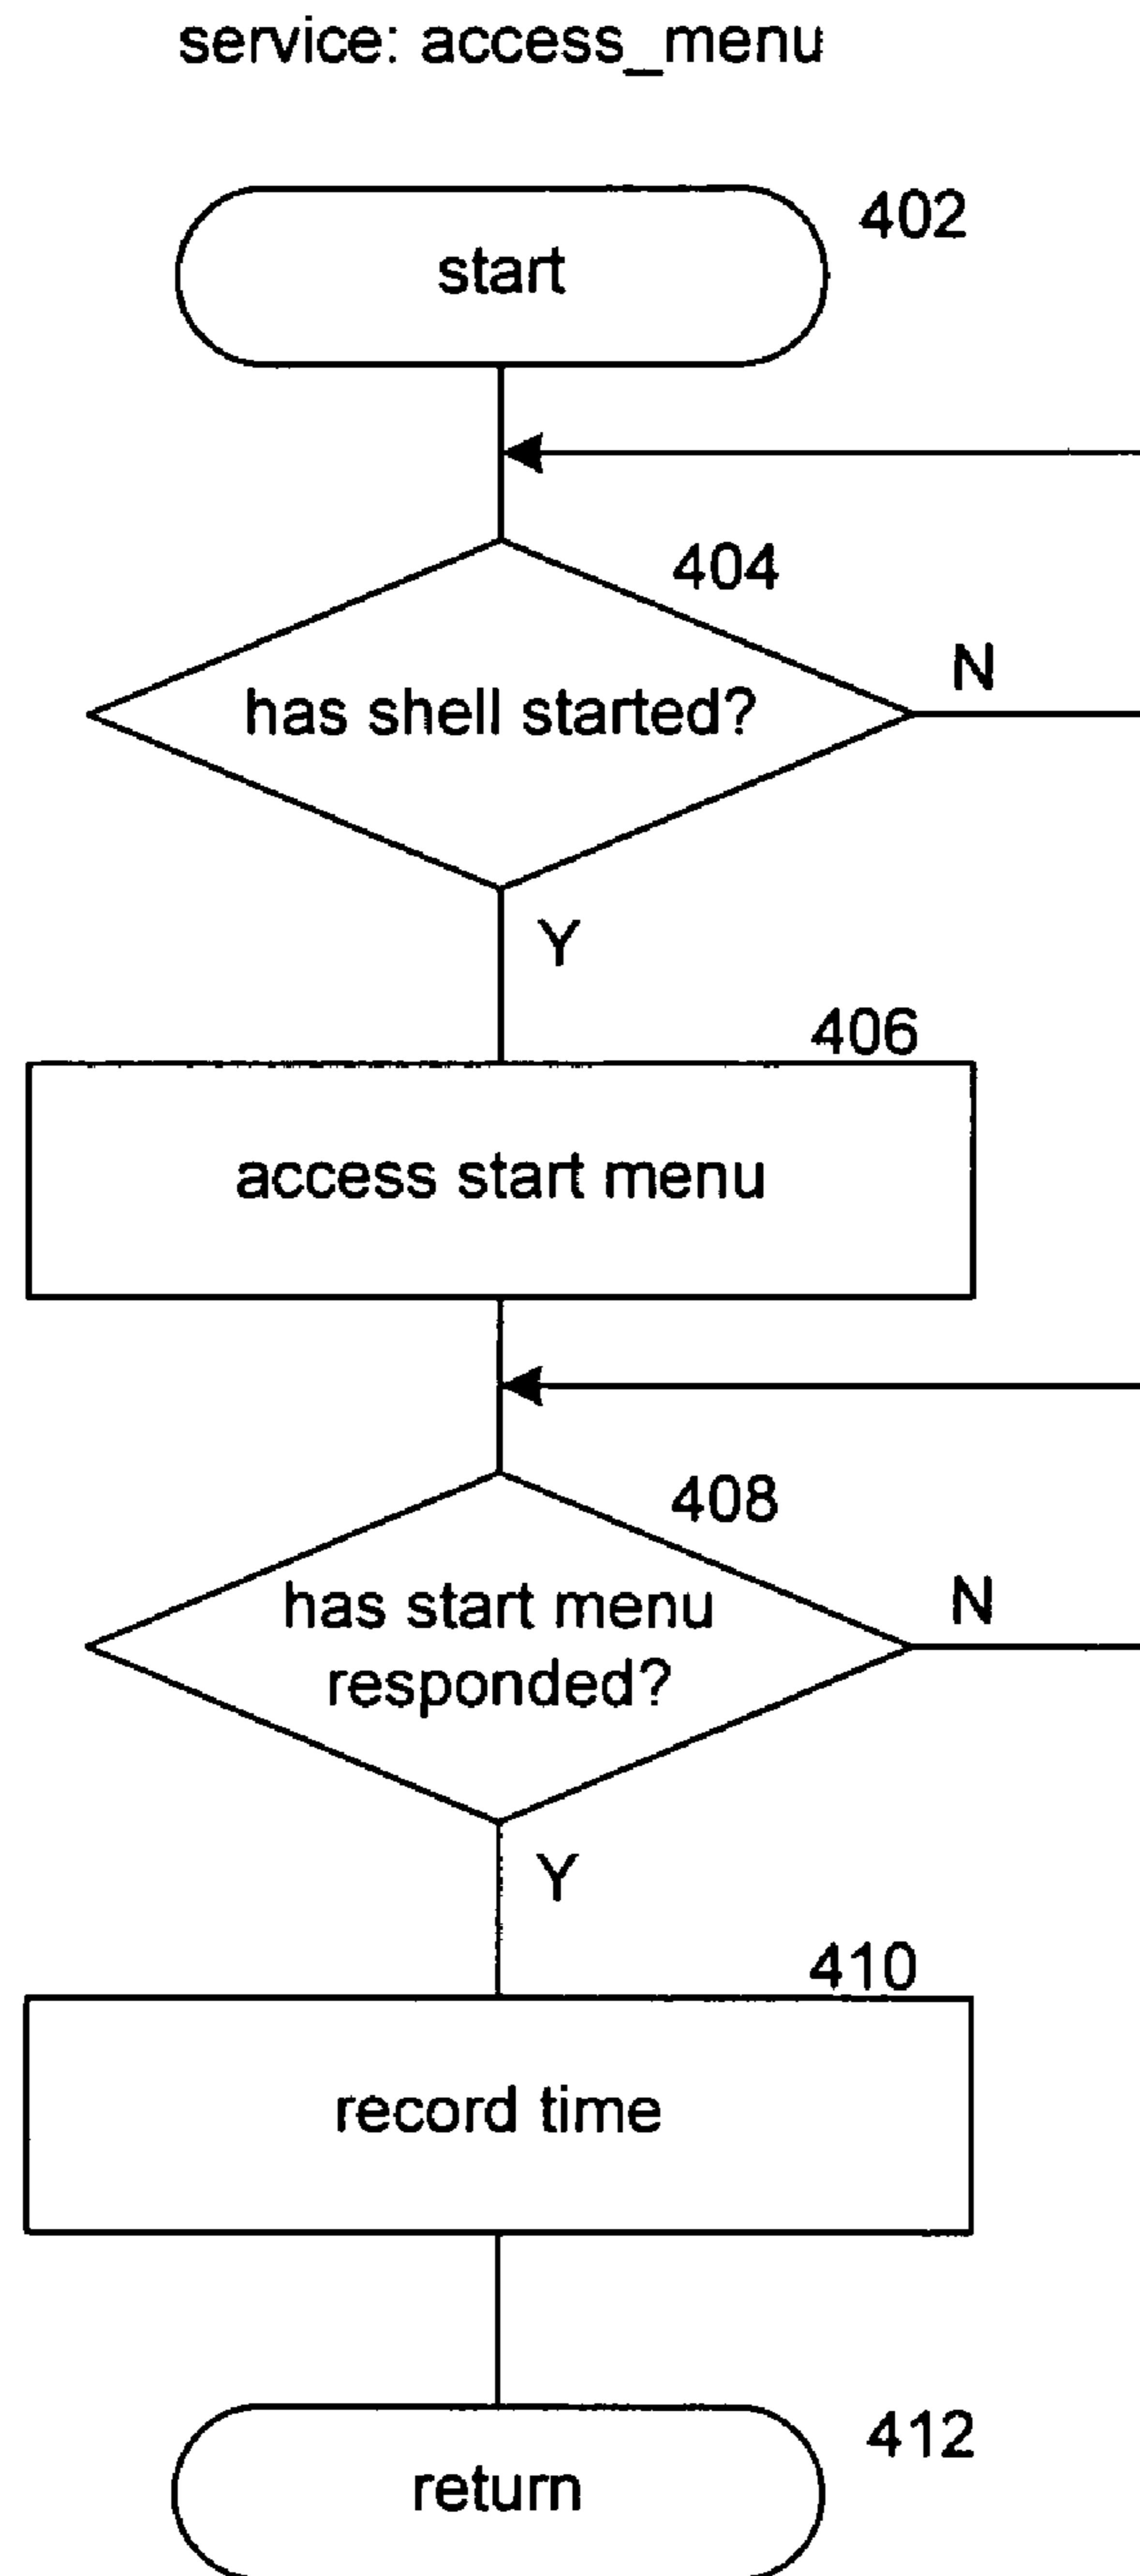 service: access_menu
402
start
404
has shell started?
N
Y
406
access start menu
408
has start menu
responded?
N
Y
410
record time
412
return